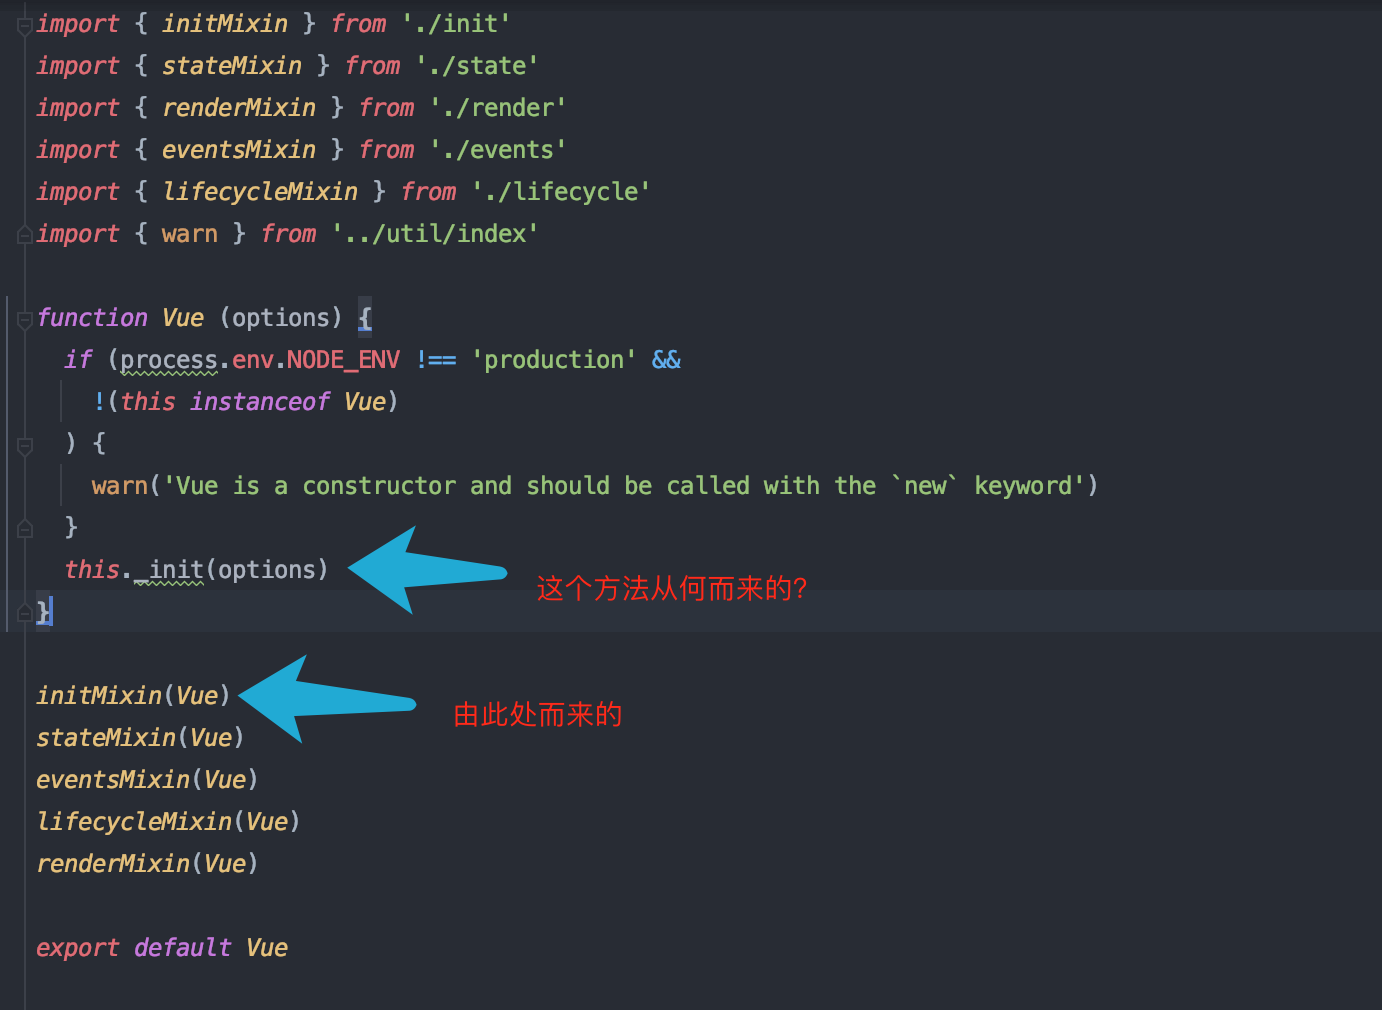 import { initMixin } from './init'
import { stateMixin } from './state'
import { renderMixin } from './render'
import { eventsMixin } from './events'
import { lifecycleMixin } from './lifecycle'
import { warn } from '../util/index'
function Vue (options) {
  if (process.env.NODE_ENV !== 'production' &&
    !(this instanceof Vue)
  ) {
    warn('Vue is a constructor and should be called with the `new` keyword')
  }
  this._init(options)
这个方法从何而来的?
}
initMixin(Vue)
由此处而来的
stateMixin(Vue)
eventsMixin(Vue)
lifecycleMixin(Vue)
renderMixin(Vue)
export default Vue